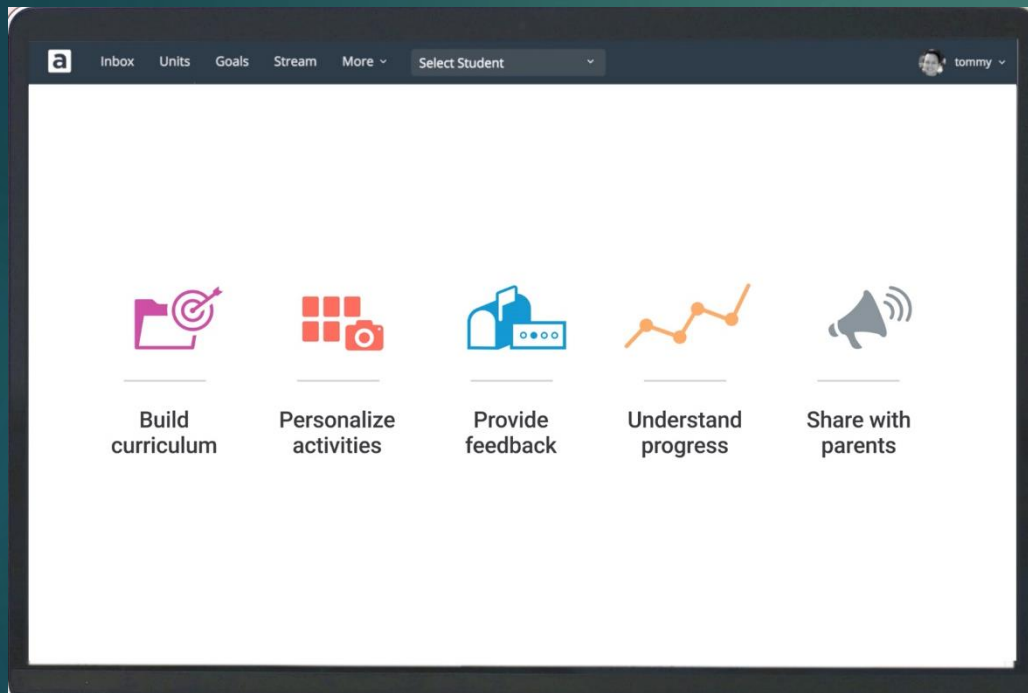 a Inbox Units Goals Stream More Select Student tommy
Build
curriculum
Personalize
activities
Provide
feedback
Understand
progress
Share with
parents